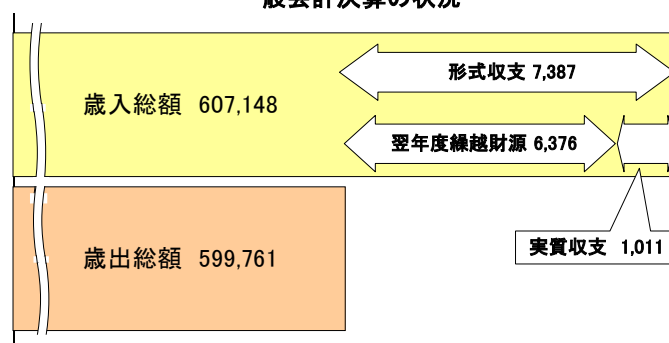 般会計決算の状況
形式収支 7,387
歳入総額 607,148
翌年度繰越財源 6,376
実質収支 1,011
歳出総額 599,761